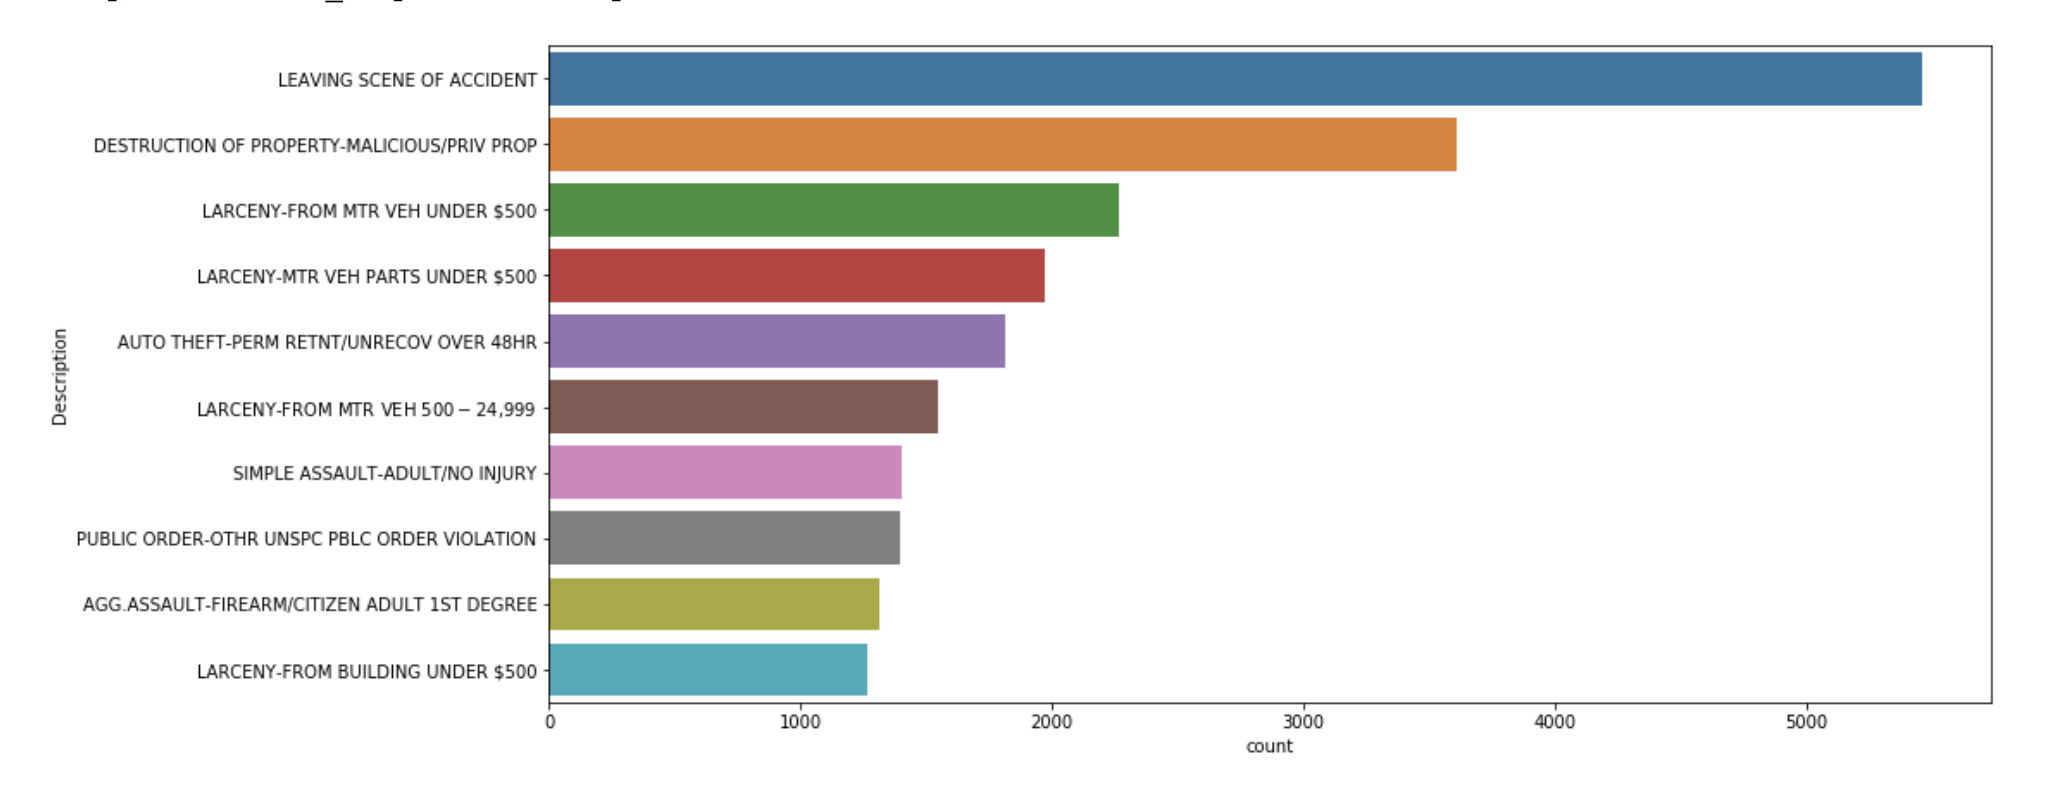 LEAVING SCENE OF ACCIDENT
DESTRUCTION OF PROPERTY-MALICIOUS/PRIV PROP
LARCENY-FROM MTR VEH UNDER $500
LARCENY-MTR VEH PARTS UNDER $500
AUTO THEFT-PERM RETNT/UNRECOV OVER 48HR
LARCENY-FROM MTR VEH 500 − 24,999
SIMPLE ASSAULT-ADULT/NO INJURY
PUBLIC ORDER-OTHR UNSPC PBLC ORDER VIOLATION
AGG.ASSAULT-FIREARM/CITIZEN ADULT 1ST DEGREE
LARCENY-FROM BUILDING UNDER $500
Description
0 1000 2000 3000 4000 5000
count